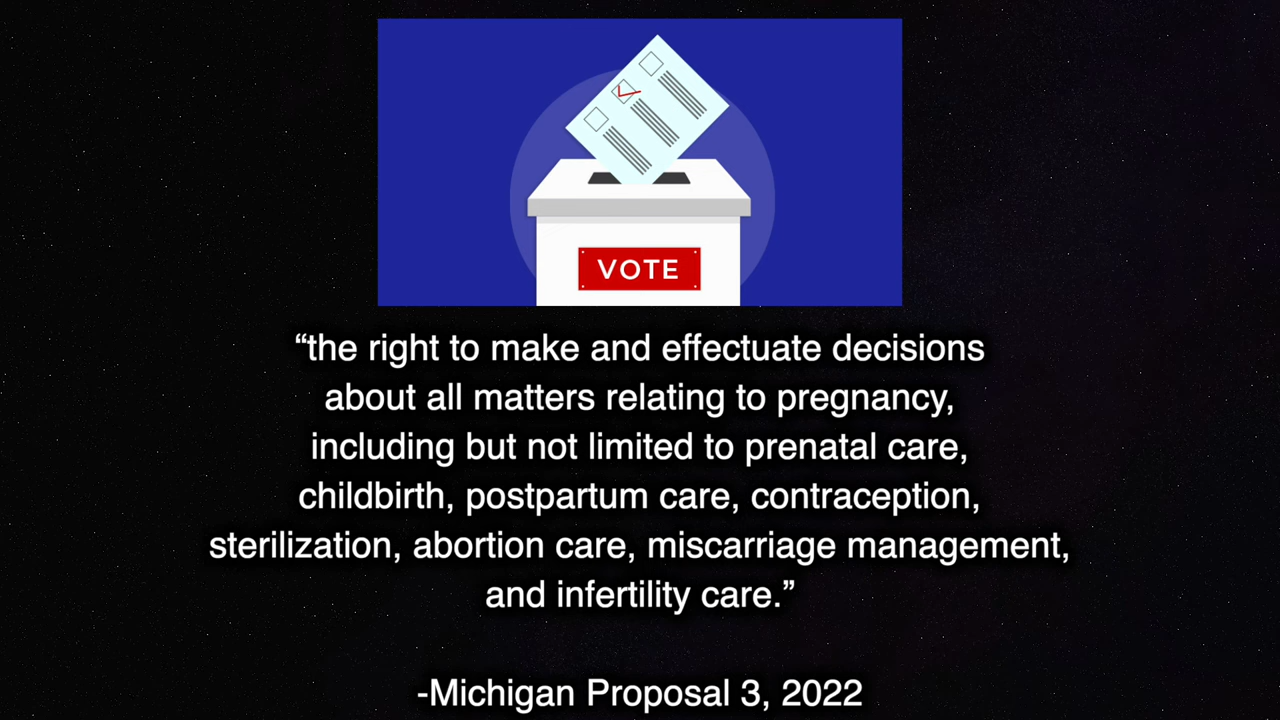 VOTE
“the right to make and effectuate decisions
about all matters relating to pregnancy,
including but not limited to prenatal care,
childbirth, postpartum care, contraception,
sterilization, abortion care, miscarriage management,
and infertility care.”
-Michigan Proposal 3, 2022